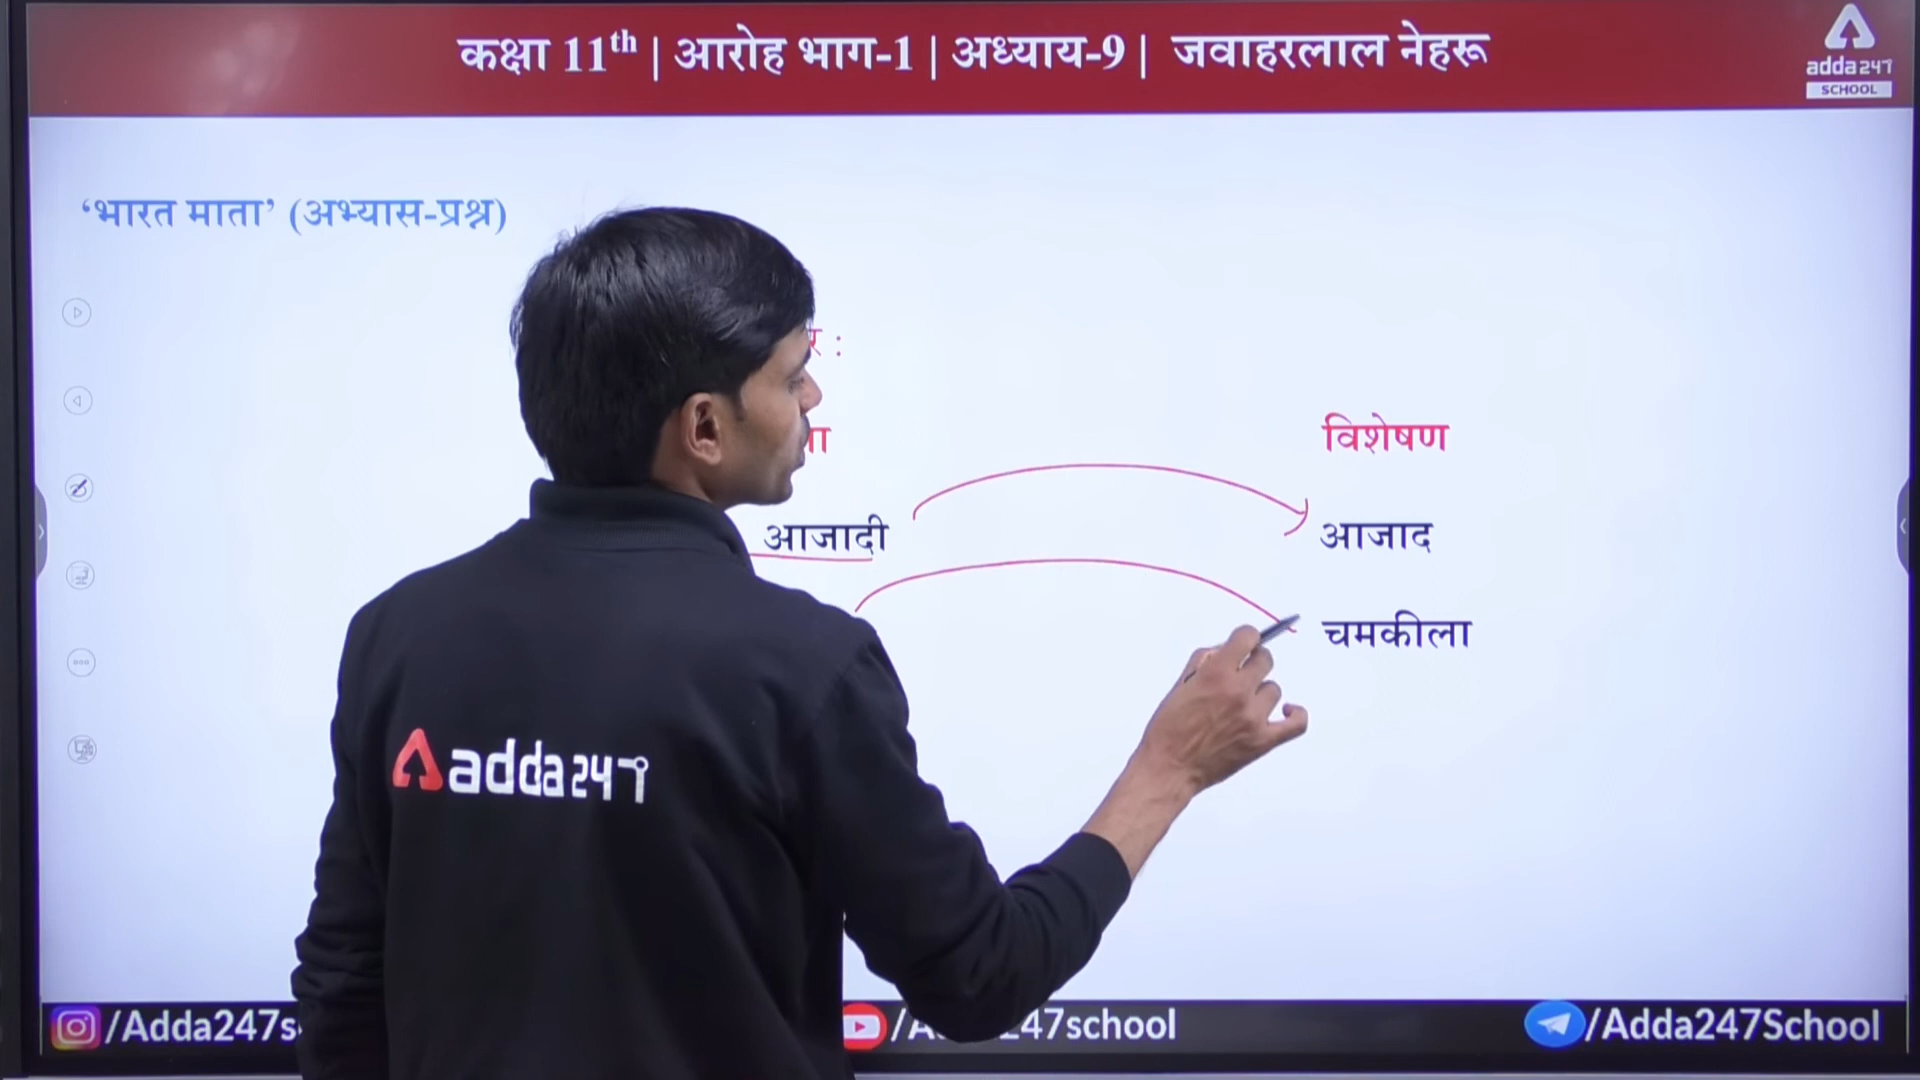 कक्षा 11th | आरोह भाग-1 | अध्याय-9 | जवाहरलाल नेहरू
adda247
SCHOOL
‘भारत माता’ (अभ्यास-प्रश्न)
विशेषण
आजादी आजाद
चमकीला
adda247
/Adda247s
/A 247school
/Adda247School